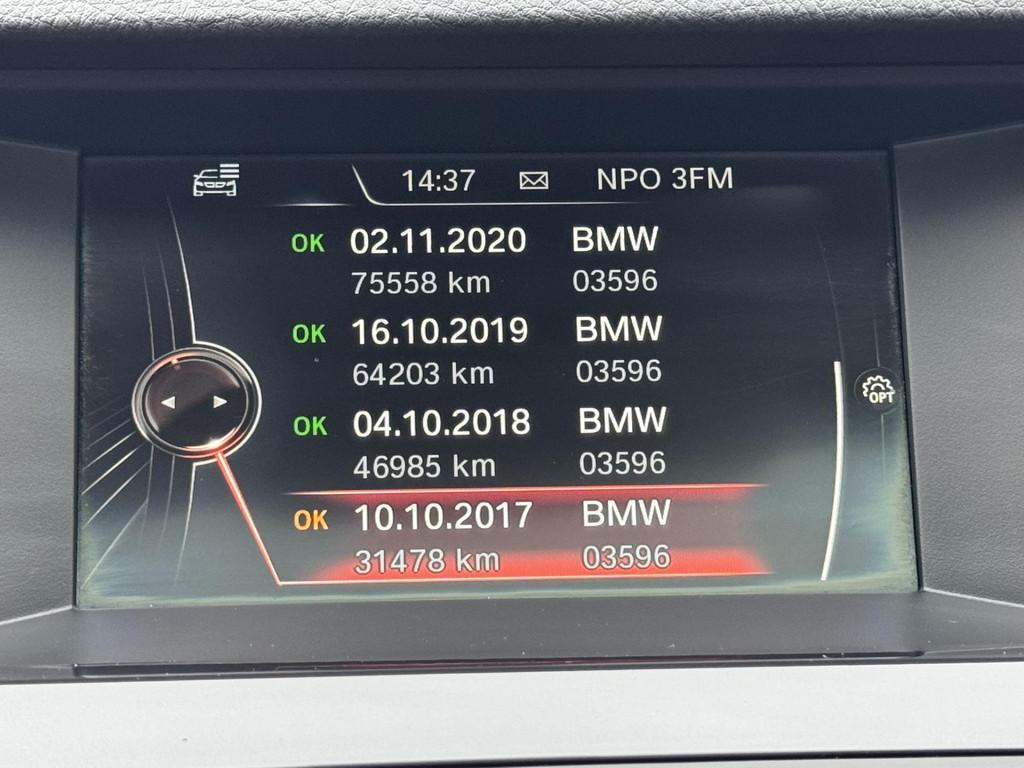 14:37 NPO 3FM
OK 02.11.2020 BMW
75558 km 03596
OK 16.10.2019 BMW
64203 km 03596
OK 04.10.2018 BMW
46985 km 03596
OPT
OK 10.10.2017 BMW
31478 km 03596